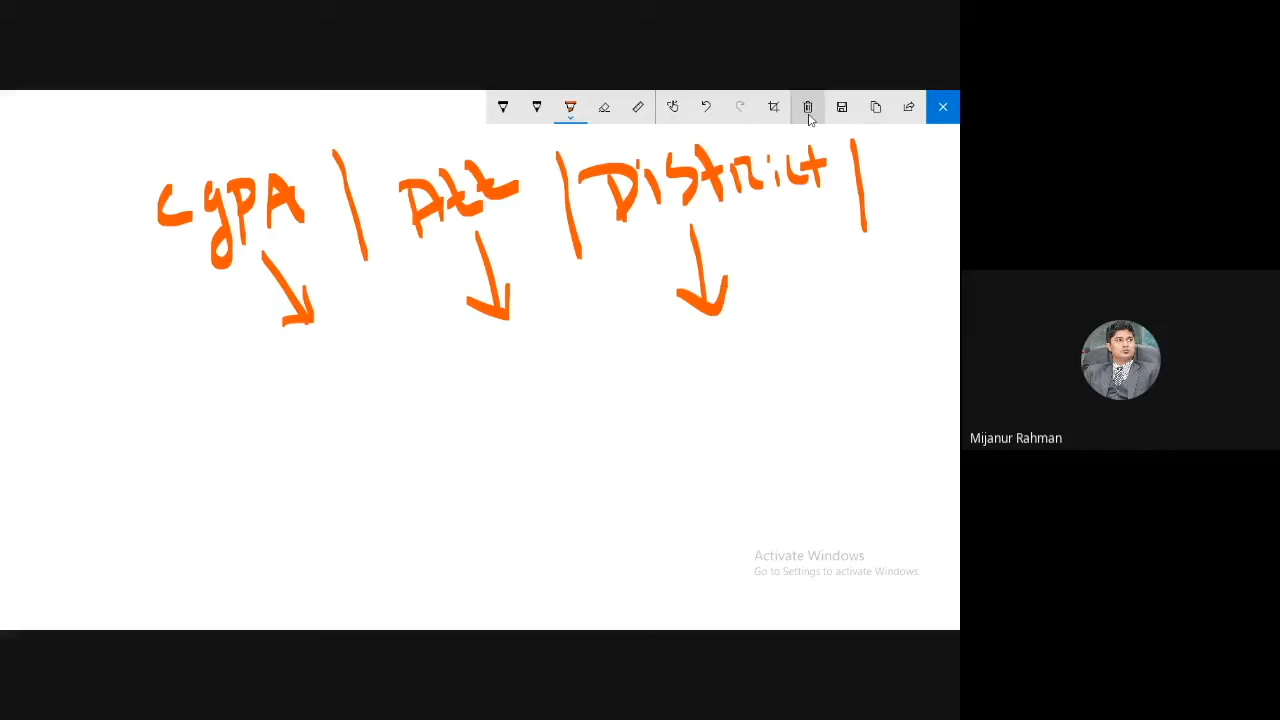 CgPA | Att | District |
Mijanur Rahman
Activate Windows
Go to Settings to activate Windows.